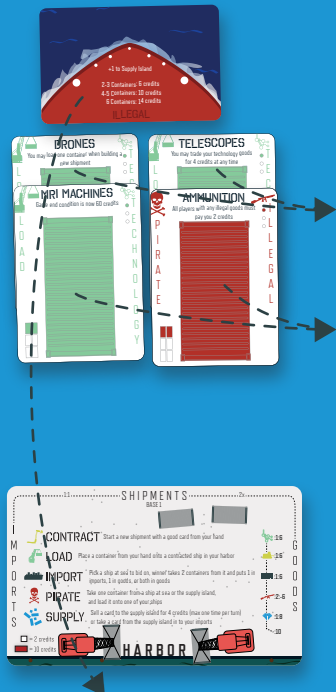 +1 to Supply Island
2-3 Containers: 6 credits
4-5 Containers: 10 credits
6 Containers: 14 credits
ILLEGAL
DRONES
You may load one container when building a
new shipment
TELESCOPES
You may trade your technology goods
for 4 credits at any time
MRI MACHINES
Game end condition is now 60 credits
LOAD
TECHNOLOGY
AMMUNITION
All players with any illegal goods must
pay you 2 credits
PIRATE
ILLEGAL
SHIPMENTS
BASE 1
IMPORTS
GOODS
CONTRACT Start a new shipment with a good card from your hand
LOAD Place a container from your hand onto a contracted ship in your harbor
IMPORT Pick a ship at sea to bid on, winner takes 2 containers from it and puts 1 in
imports, 1 in goods, or both in goods
PIRATE Take one container from a ship at sea or the supply island,
and load it onto one of your ships
SUPPLY Sell a card to the supply island for 4 credits (max one time per turn)
or take a card from the supply island in to your imports
:16
:16
:16
:2-6
:18
:10
= 2 credits
= 10 credits
HARBOR